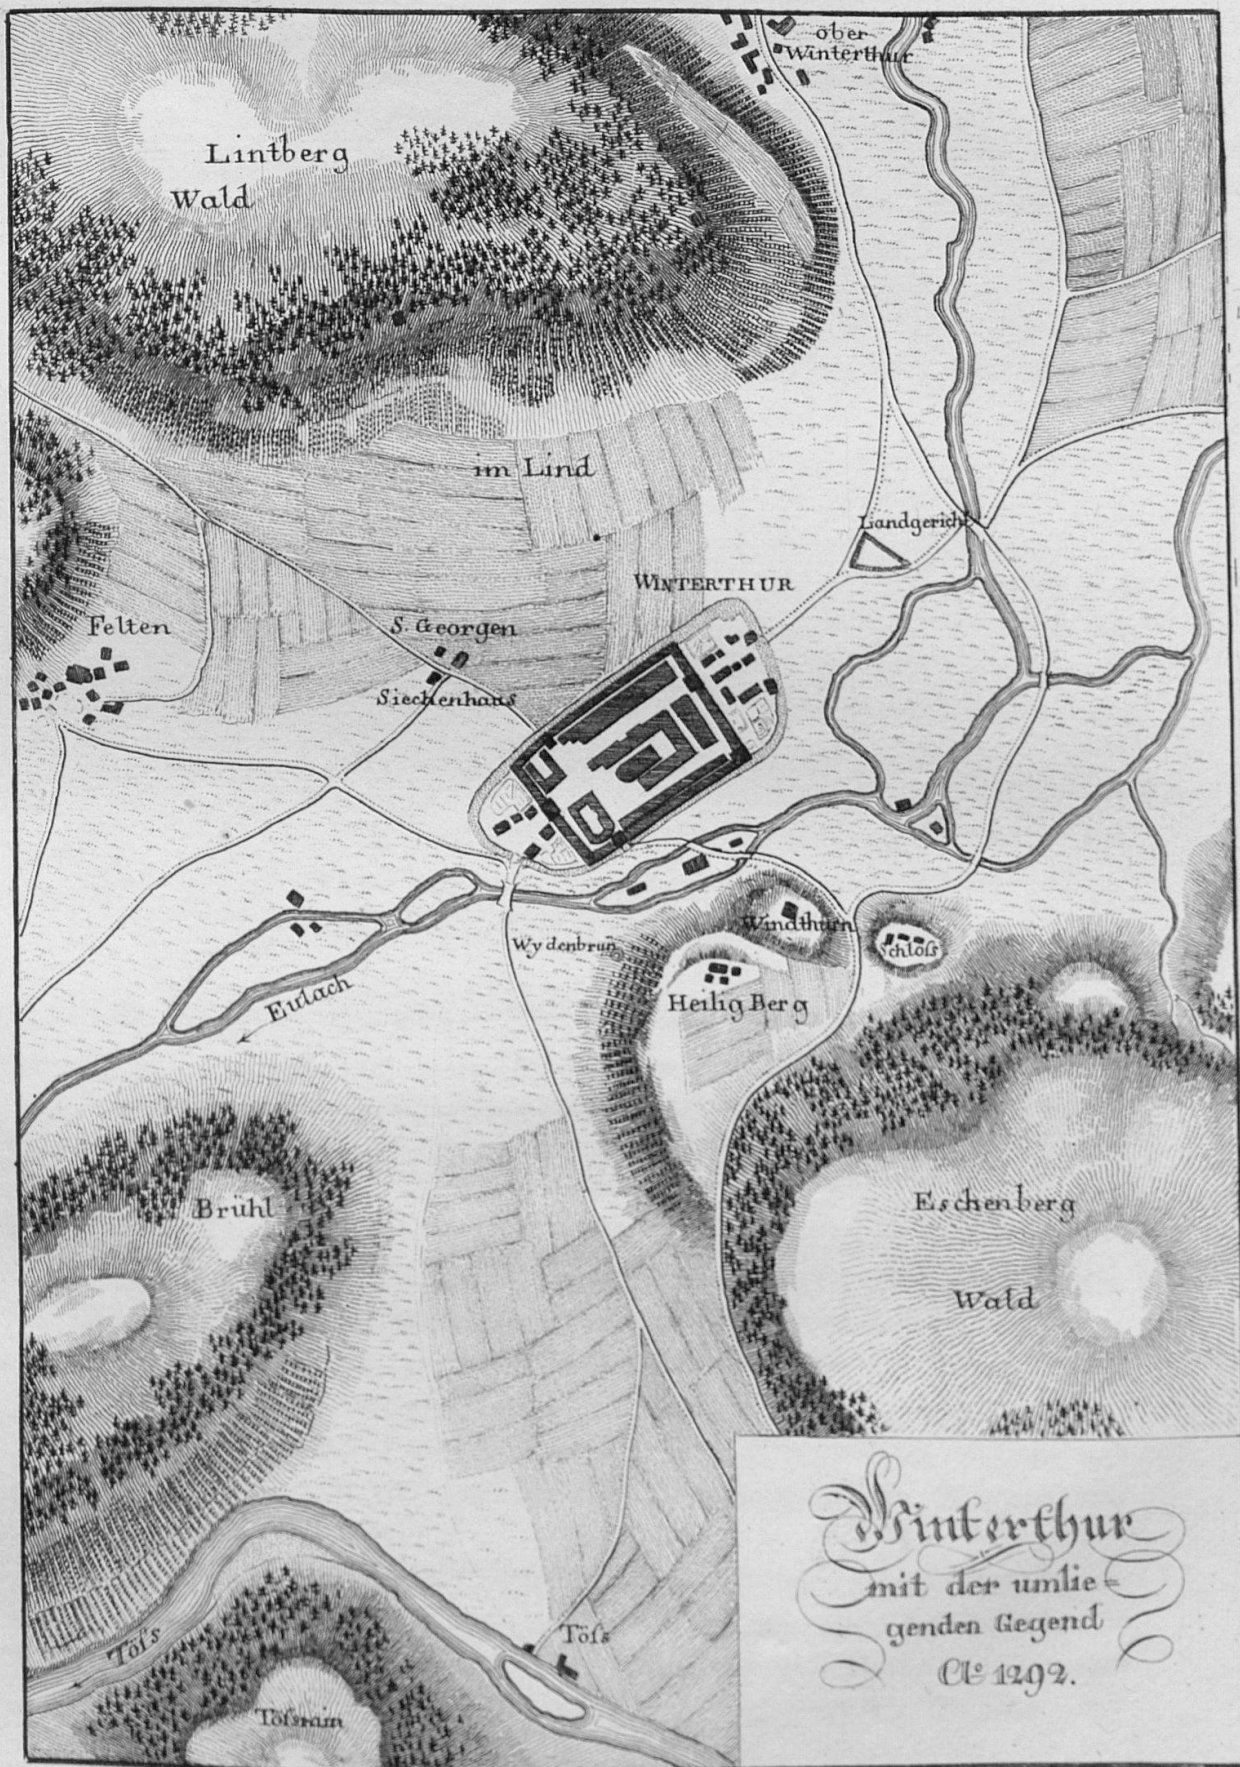 ober
Winterthur
Lintberg
Wald
im Lind
Landgericht
WINTERTHUR
Felten
S. Georgen
Siechenhaus
Windthurn
Schloſs
Wydenbrun
Heilig Berg
Eulach
Brühl
Eschenberg
Wald
Winterthur
mit der umlie=
genden Gegend
Aº 1292.
Töſs
Töſs
Töſsrain